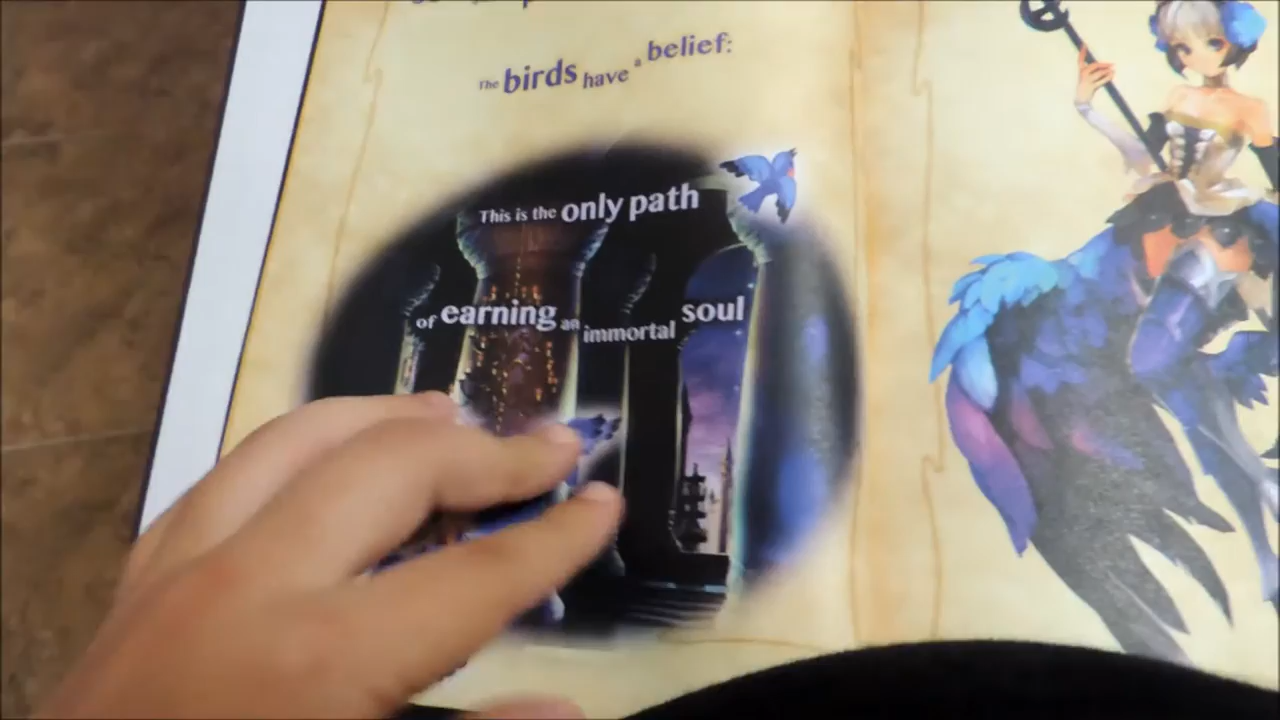 The birds have a belief:
This is the only path
of earning an immortal soul